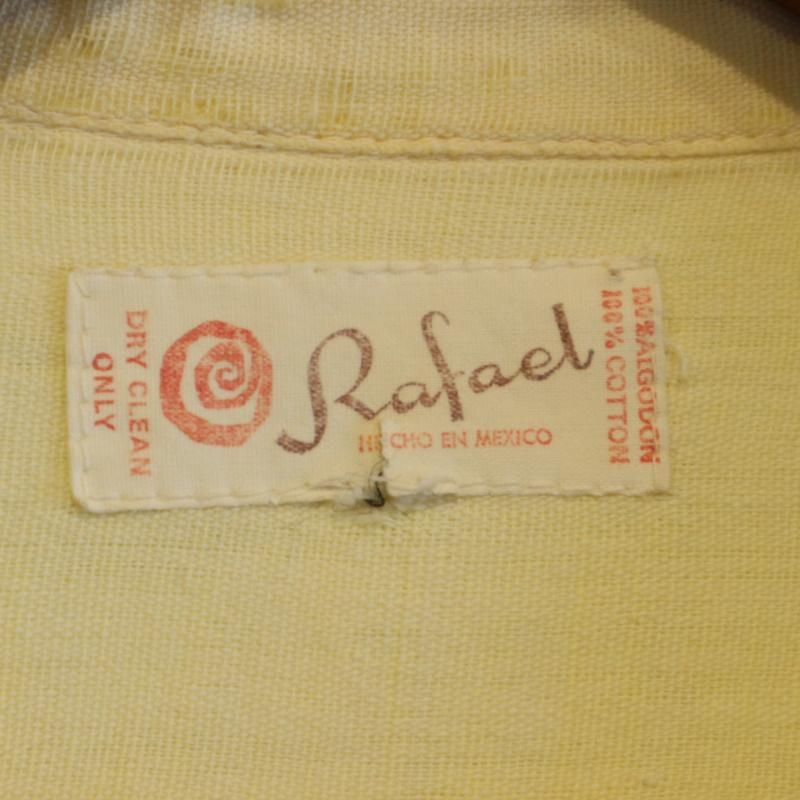 DRY CLEAN
ONLY
Rafael
HECHO EN MEXICO
100% ALGODÓN
100% COTTON